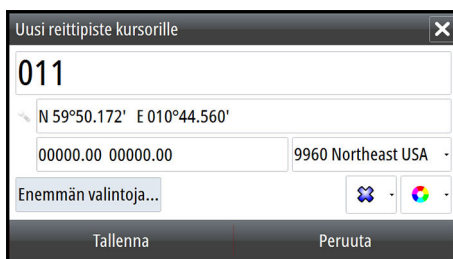 Uusi reittipiste kursorille
011
N 59°50.172' E 010°44.560'
00000.00 00000.00 9960 Northeast USA
Enemmän valintoja...
Tallenna Peruuta